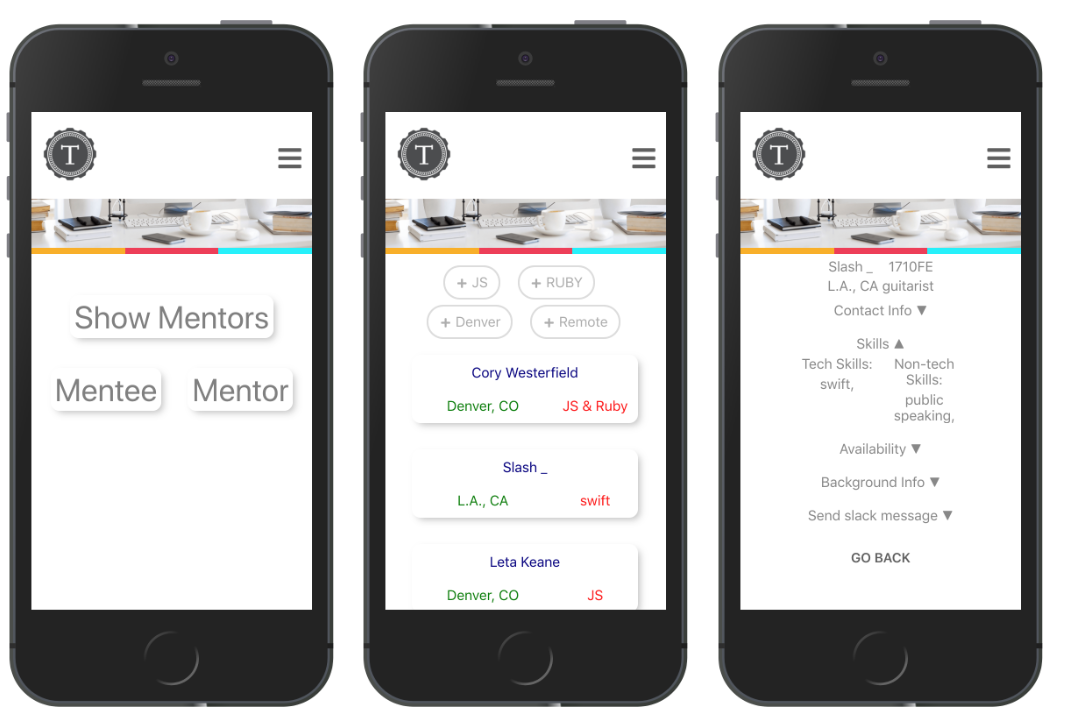 T
Show Mentors
Mentee Mentor
T
+ JS + RUBY
+ Denver + Remote
Cory Westerfield
Denver, CO JS & Ruby
Slash _
L.A., CA swift
Leta Keane
Denver, CO JS
T
Slash _ 1710FE
L.A., CA guitarist
Contact Info ▼
Skills ▲
Tech Skills: Non-tech
Skills:
swift, public
speaking,
Availability ▼
Background Info ▼
Send slack message ▼
GO BACK